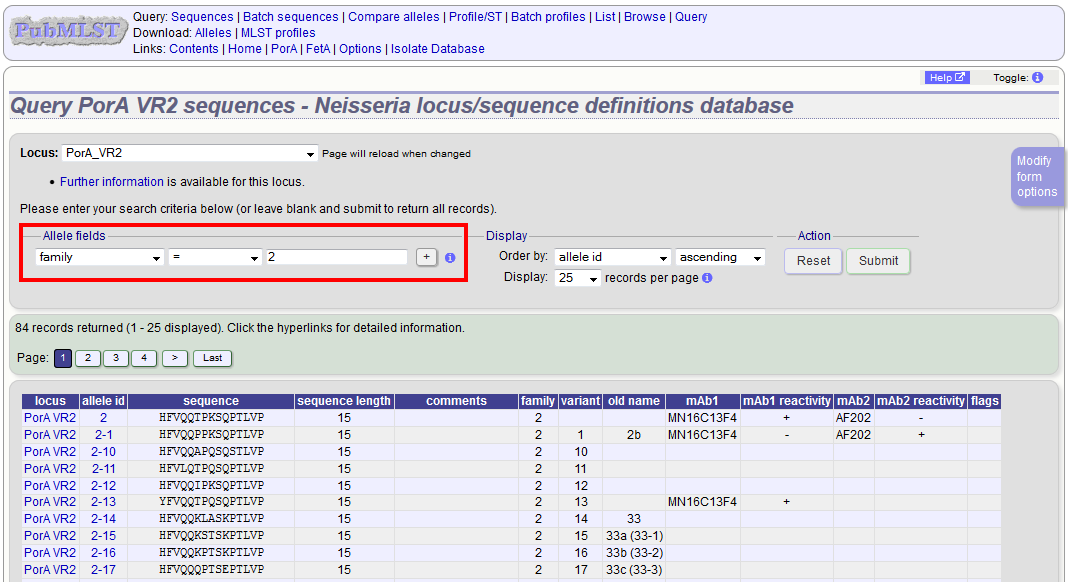 PubMLST
Query: Sequences | Batch sequences | Compare alleles | Profile/ST | Batch profiles | List | Browse | Query
Download: Alleles | MLST profiles
Links: Contents | Home | PorA | FetA | Options | Isolate Database
Help Toggle: i
Query PorA VR2 sequences - Neisseria locus/sequence definitions database
Locus: PorA_VR2 Page will reload when changed
• Further information is available for this locus.
Modify
form
options
Please enter your search criteria below (or leave blank and submit to return all records).
Allele fields Display Action
family = 2 + i Order by: allele id ascending Reset Submit
Display: 25 records per page i
84 records returned (1 - 25 displayed). Click the hyperlinks for detailed information.
Page: 1 2 3 4 > Last
locus allele id sequence sequence length comments family variant old name mAb1 mAb1 reactivity mAb2 mAb2 reactivity flags
PorA VR2 2 HFVQQTPKSQPTLVP 15 2 MN16C13F4 + AF202 -
PorA VR2 2-1 HFVQQPPKSQPTLVP 15 2 1 2b MN16C13F4 - AF202 +
PorA VR2 2-10 HFVQQAPQSQSTLVP 15 2 10
PorA VR2 2-11 HFVLQTPQSQPTLVP 15 2 11
PorA VR2 2-12 HFVQQIPKSQPTLVP 15 2 12
PorA VR2 2-13 YFVQQTPQSQPTLVP 15 2 13 MN16C13F4 +
PorA VR2 2-14 HFVQQKLASKPTLVP 15 2 14 33
PorA VR2 2-15 HFVQQKSTSKPTLVP 15 2 15 33a (33-1)
PorA VR2 2-16 HFVQQKPTSKPTLVP 15 2 16 33b (33-2)
PorA VR2 2-17 HFVQQQPTSEPTLVP 15 2 17 33c (33-3)